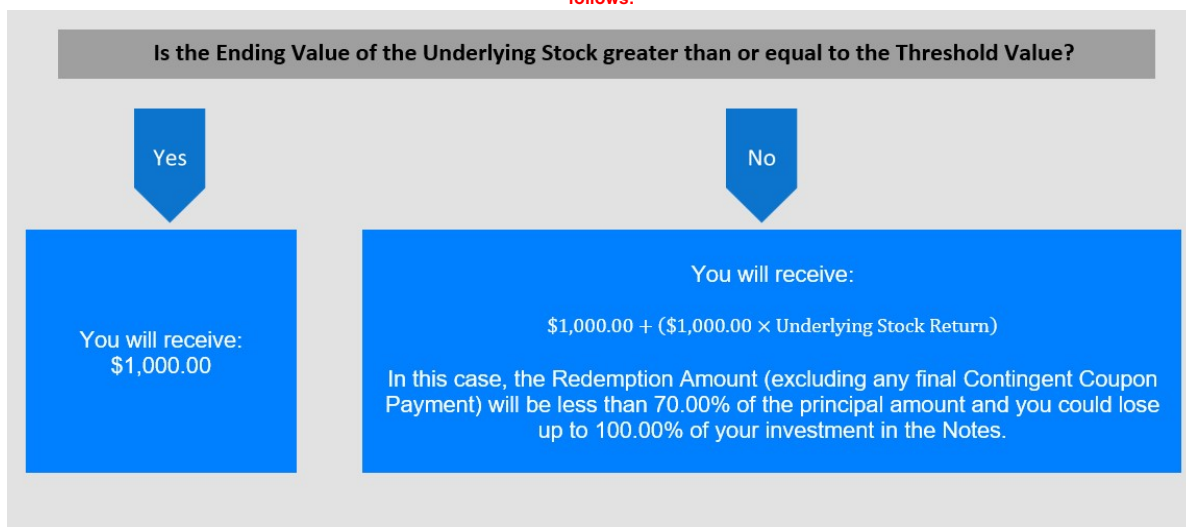 follows:
Is the Ending Value of the Underlying Stock greater than or equal to the Threshold Value?
Yes
No
You will receive:
$1,000.00
You will receive:
$1,000.00 + ($1,000.00 × Underlying Stock Return)
In this case, the Redemption Amount (excluding any final Contingent Coupon
Payment) will be less than 70.00% of the principal amount and you could lose
up to 100.00% of your investment in the Notes.